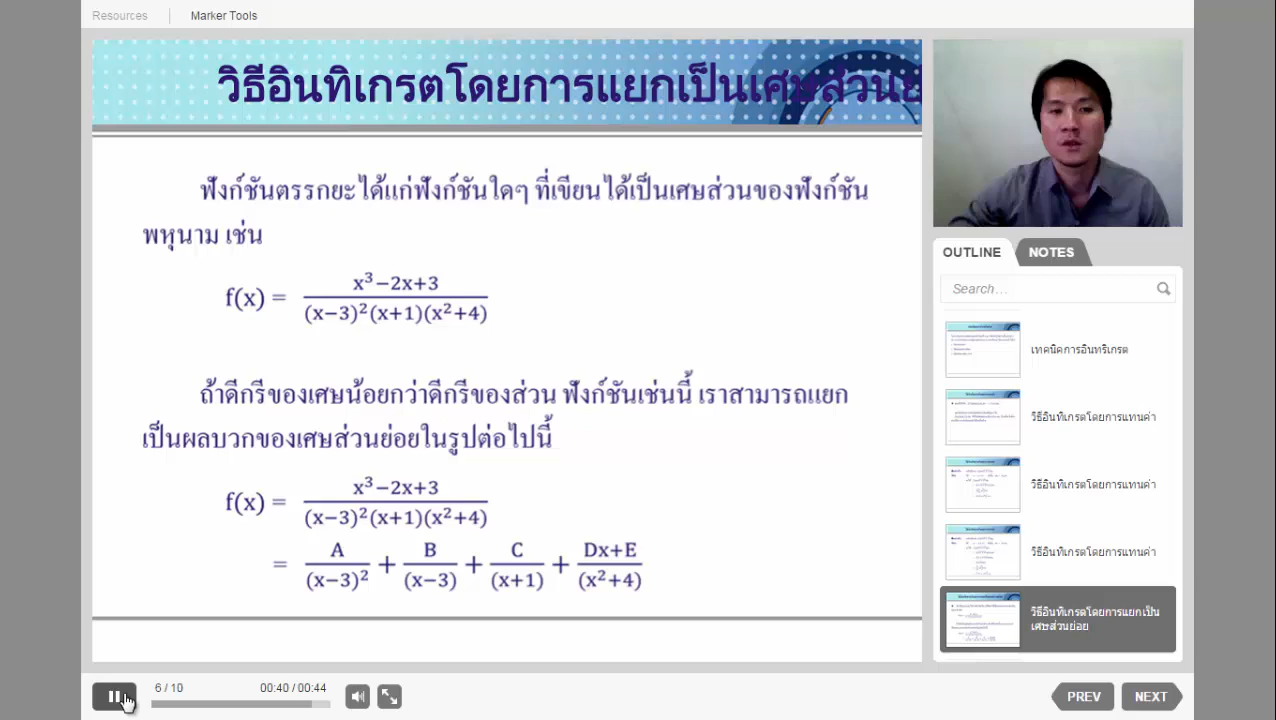 Resources | Marker Tools
วิธีอินทิเกรตโดยการแยกเป็นเศษส่วนย
ฟังก์ชันตรรกยะได้แก่ฟังก์ชันใดๆ ที่เขียนได้เป็นเศษส่วนของฟังก์ชัน
พหุนาม เช่น
f(x) = (x³−2x+3)/((x−3)²(x+1)(x²+4))
ถ้าดีกรีของเศษน้อยกว่าดีกรีของส่วน ฟังก์ชันเช่นนี้ เราสามารถแยก
เป็นผลบวกของเศษส่วนย่อยในรูปต่อไปนี้
f(x) = (x³−2x+3)/((x−3)²(x+1)(x²+4))
= A/(x−3)² + B/(x−3) + C/(x+1) + (Dx+E)/(x²+4)
OUTLINE NOTES
Search...
เทคนิคการอินทริเกรต
วิธีอินทิเกรตโดยการแทนค่า
วิธีอินทิเกรตโดยการแทนค่า
วิธีอินทิเกรตโดยการแทนค่า
วิธีอินทิเกรตโดยการแยกเป็น
เศษส่วนย่อย
6 / 10 00:40 / 00:44
PREV NEXT